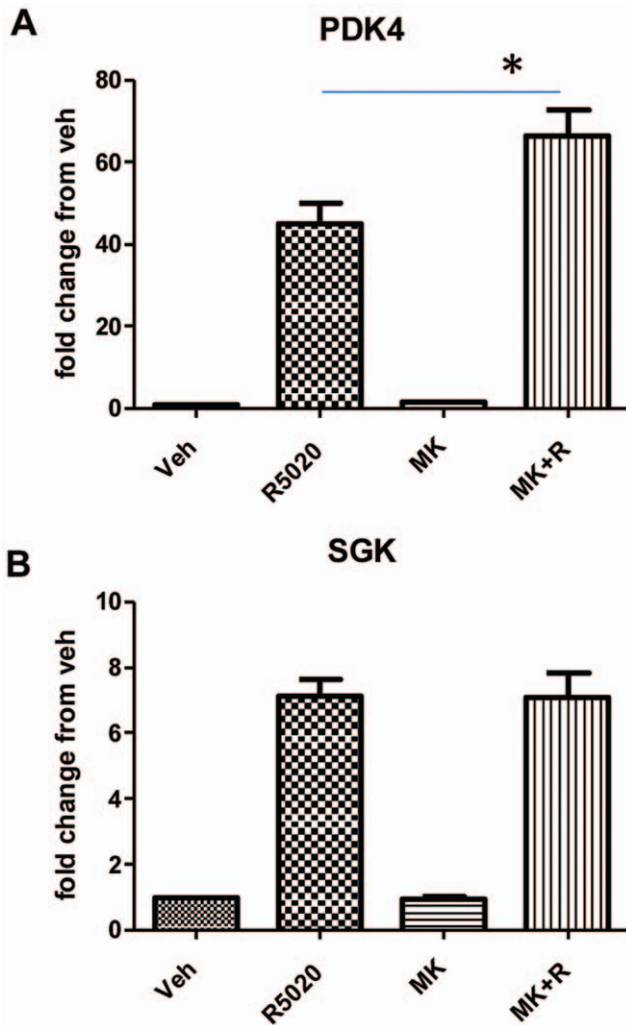 A
PDK4
*
fold change from veh
80
60
40
20
0
Veh
R5020
MK
MK+R
B
SGK
fold change from veh
10
8
6
4
2
0
Veh
R5020
MK
MK+R